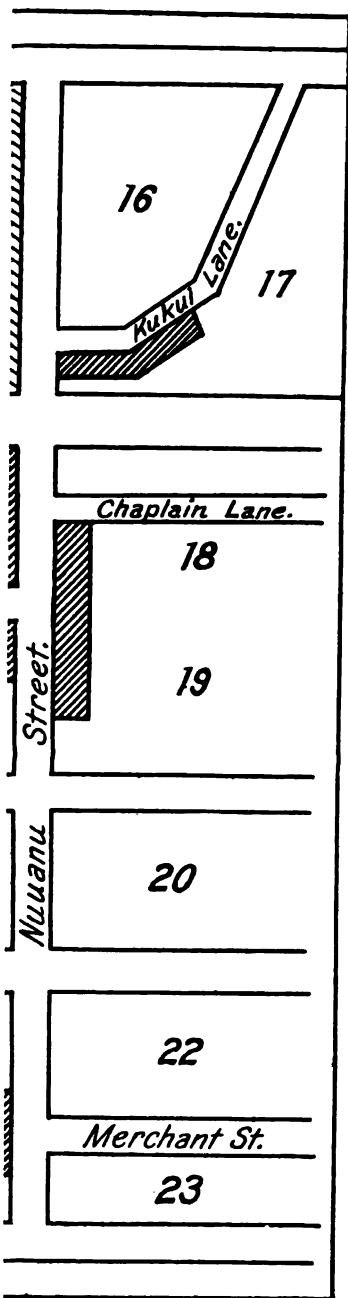 16
Kukui Lane.
17
Chaplain Lane.
18
19
Nuuanu Street.
20
22
Merchant St.
23